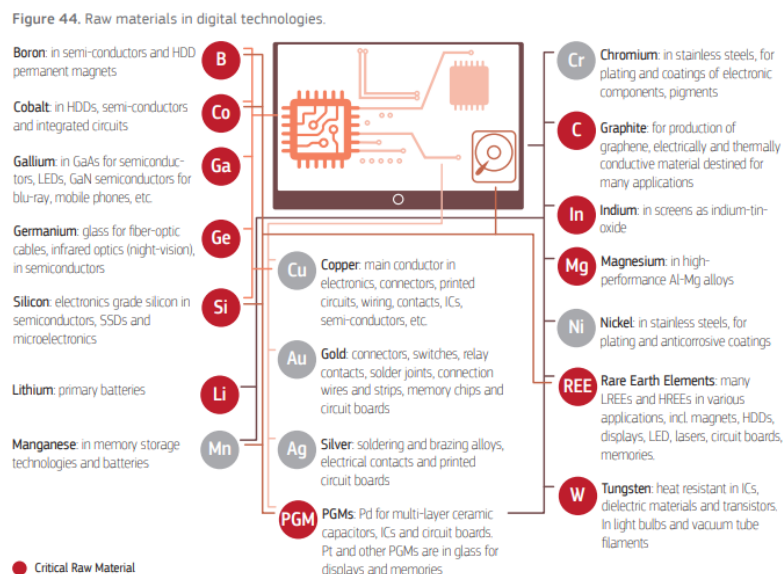 Figure 44. Raw materials in digital technologies.
Boron: in semi-conductors and HDD
permanent magnets
B
Cobalt: in HDDs, semi-conductors
and integrated circuits
Co
Gallium: in GaAs for semiconduc-
tors, LEDs, GaN semiconductors for
blu-ray, mobile phones, etc.
Ga
Germanium: glass for fiber-optic
cables, infrared optics (night-vision),
in semiconductors
Ge
Silicon: electronics grade silicon in
semiconductors, SSDs and
microelectronics
Si
Lithium: primary batteries
Li
Manganese: in memory storage
technologies and batteries
Mn
Cu
Copper: main conductor in
electronics, connectors, printed
circuits, wiring, contacts, ICs,
semi-conductors, etc.
Au
Gold: connectors, switches, relay
contacts, solder joints, connection
wires and strips, memory chips and
circuit boards
Ag
Silver: soldering and brazing alloys,
electrical contacts and printed
circuit boards
PGM
PGMs: Pd for multi-layer ceramic
capacitors, ICs and circuit boards.
Pt and other PGMs are in glass for
displays and memories
Cr
Chromium: in stainless steels, for
plating and coatings of electronic
components, pigments
C
Graphite: for production of
graphene, electrically and thermally
conductive material destined for
many applications
In
Indium: in screens as indium-tin-
oxide
Mg
Magnesium: in high-
performance Al-Mg alloys
Ni
Nickel: in stainless steels, for
plating and anticorrosive coatings
REE
Rare Earth Elements: many
LREEs and HREEs in various
applications, incl. magnets, HDDs,
displays, LED, lasers, circuit boards,
memories.
W
Tungsten: heat resistant in ICs,
dielectric materials and transistors.
In light bulbs and vacuum tube
filaments
Critical Raw Material